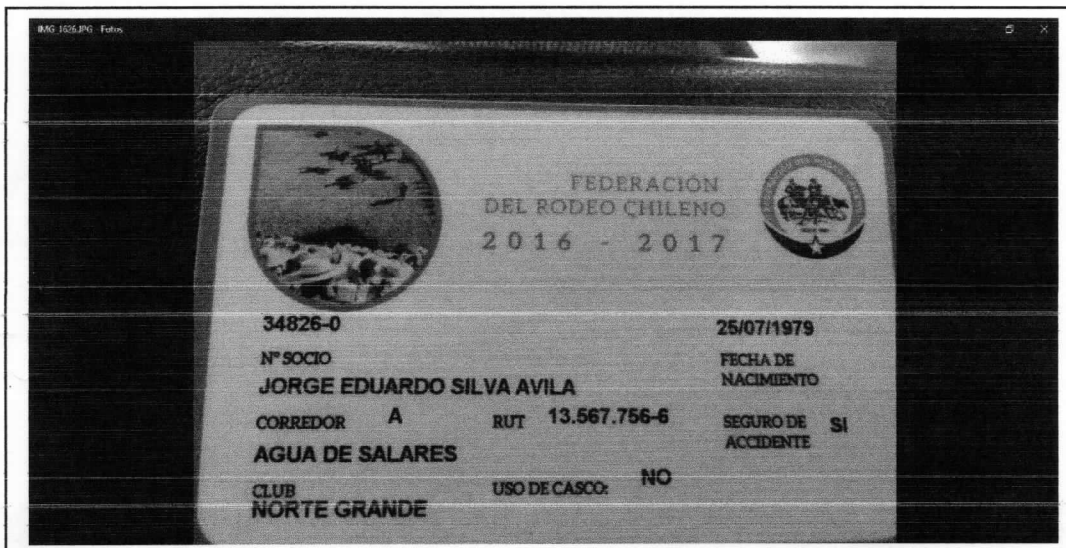 IMG_1626.JPG Fotos
FEDERACIÓN
DEL RODEO CHILENO
2016 - 2017
34826-0
25/07/1979
Nº SOCIO
FECHA DE
NACIMIENTO
JORGE EDUARDO SILVA AVILA
CORREDOR A RUT 13.567.756-6
SEGURO DE
ACCIDENTE SI
AGUA DE SALARES
CLUB
USO DE CASCO: NO
NORTE GRANDE